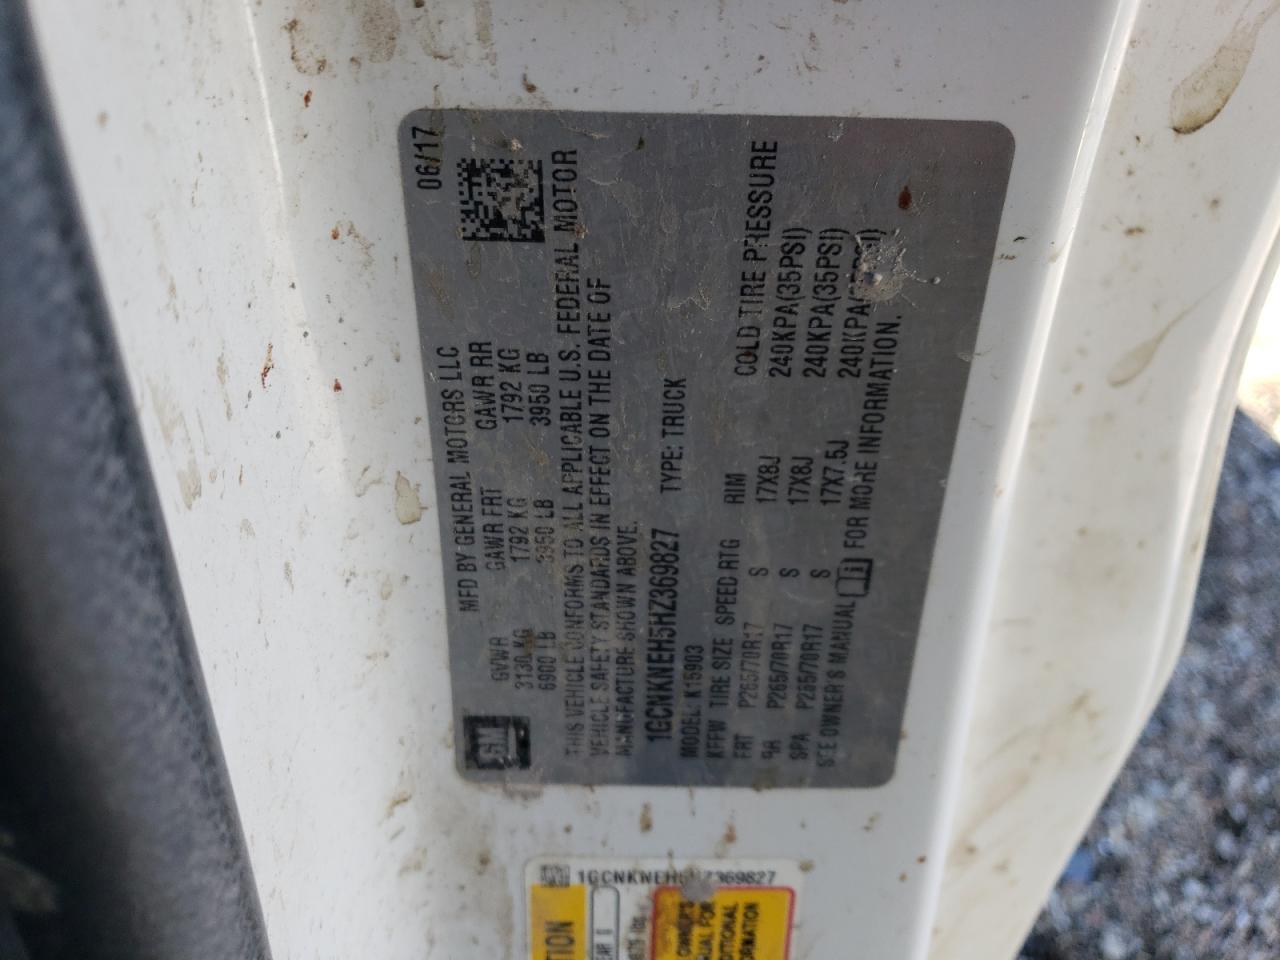 MFD BY GENERAL MOTORS LLC 06/17
GVWR GAWR FRT GAWR RR
3130 KG 1792 KG 1792 KG
6900 LB 3950 LB 3950 LB
GM
THIS VEHICLE CONFORMS TO ALL APPLICABLE U.S. FEDERAL MOTOR
VEHICLE SAFETY STANDARDS IN EFFECT ON THE DATE OF
MANUFACTURE SHOWN ABOVE.
1GCNKNEH5HZ369827 TYPE: TRUCK
MODEL: K15903
XFFW TIRE SIZE SPEED RTG RIM COLD TIRE PRESSURE
FRT P265/70R17 S 17X8J 240KPA(35PSI)
RR P265/70R17 S 17X8J 240KPA(35PSI)
SPA P265/70R17 S 17X7.5J 240KPA(35PSI)
SEE OWNER'S MANUAL FOR MORE INFORMATION.
1GCNKNEH5HZ369827